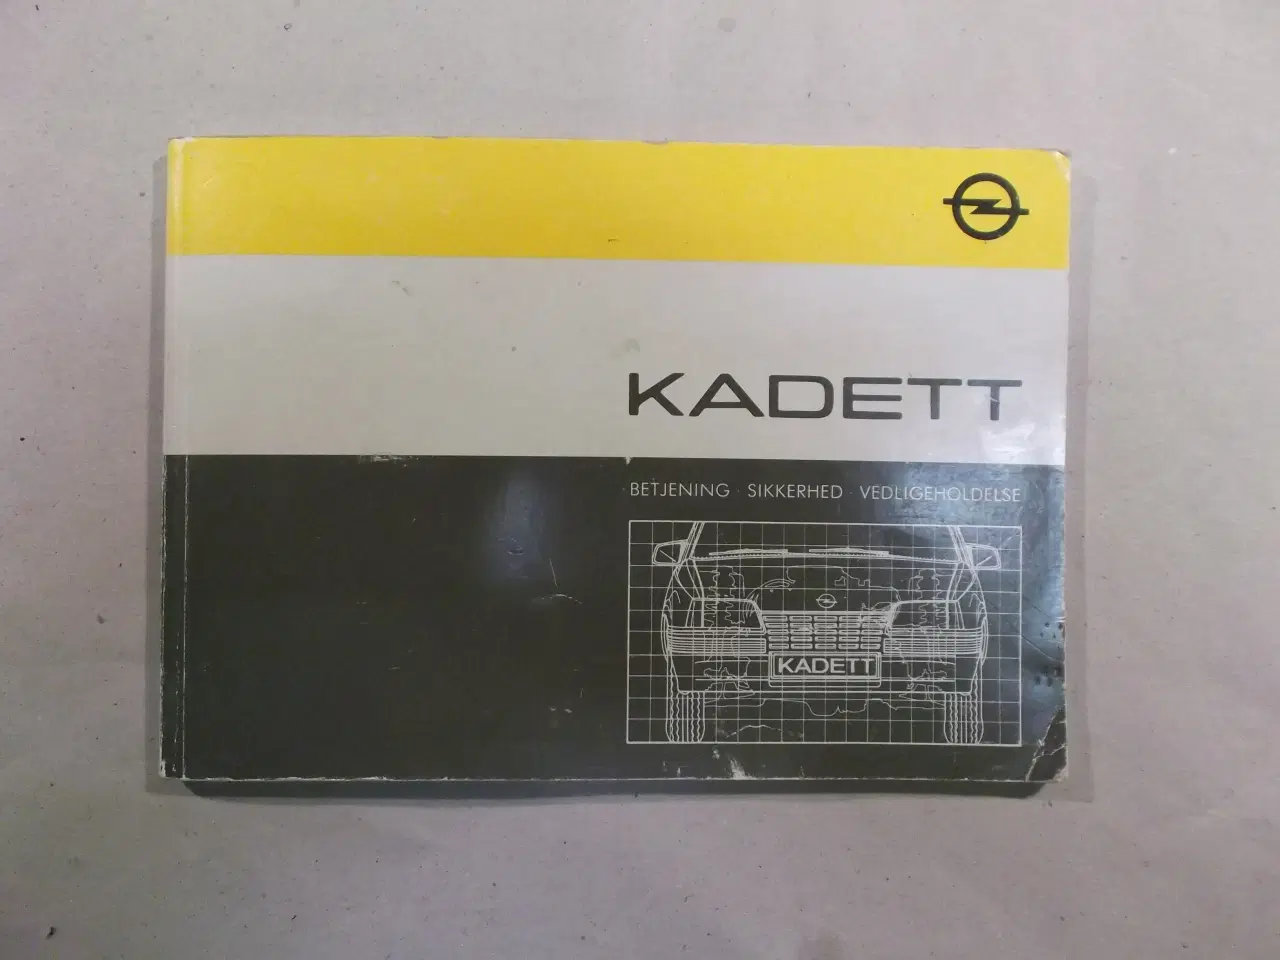 KADETT
BETJENING · SIKKERHED · VEDLIGEHOLDELSE
KADETT